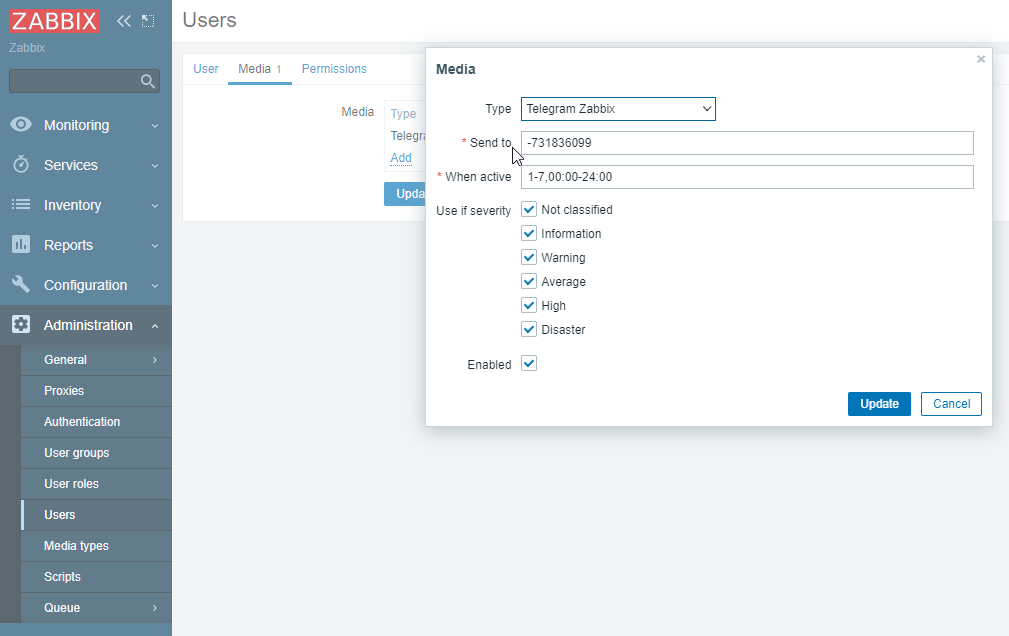 ZABBIX
Zabbix
Monitoring
Services
Inventory
Reports
Configuration
Administration
General
Proxies
Authentication
User groups
User roles
Users
Media types
Scripts
Queue
Users
User Media 1 Permissions
Media Type
Telegra
Add
Upda
Media
Type Telegram Zabbix
* Send to -731836099
* When active 1-7,00:00-24:00
Use if severity Not classified
Information
Warning
Average
High
Disaster
Enabled
Update Cancel